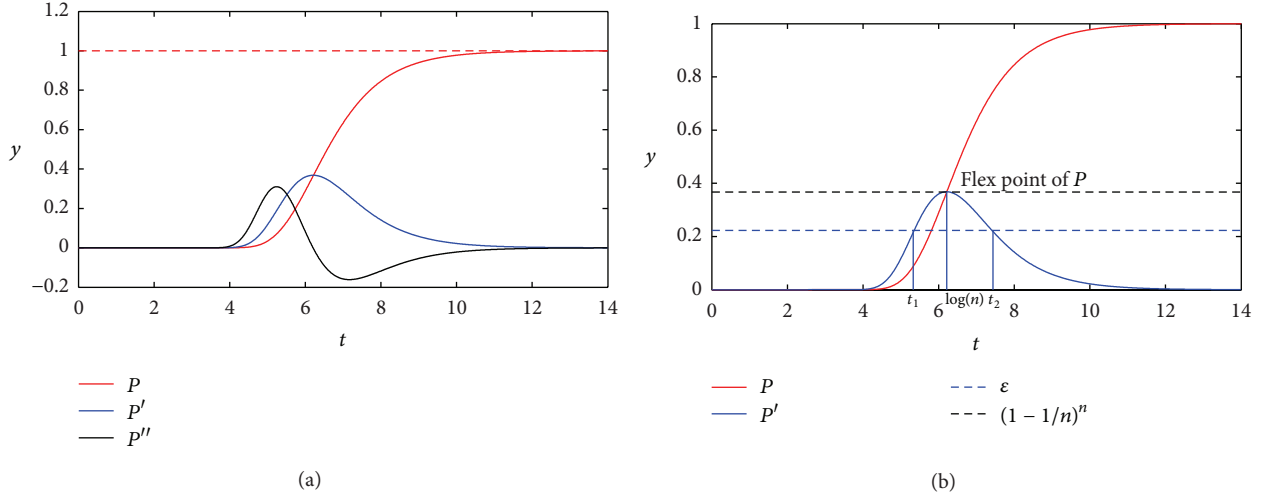 1.2
1
0.8
0.6
0.4
0.2
0
−0.2
y
0 2 4 6 8 10 12 14
t
P
P′
P′′
(a)
1
0.8
0.6
0.4
0.2
0
y
Flex point of P
t₁ log(n) t₂
0 2 4 6 8 10 12 14
t
P
P′
ε
(1 − 1/n)ⁿ
(b)